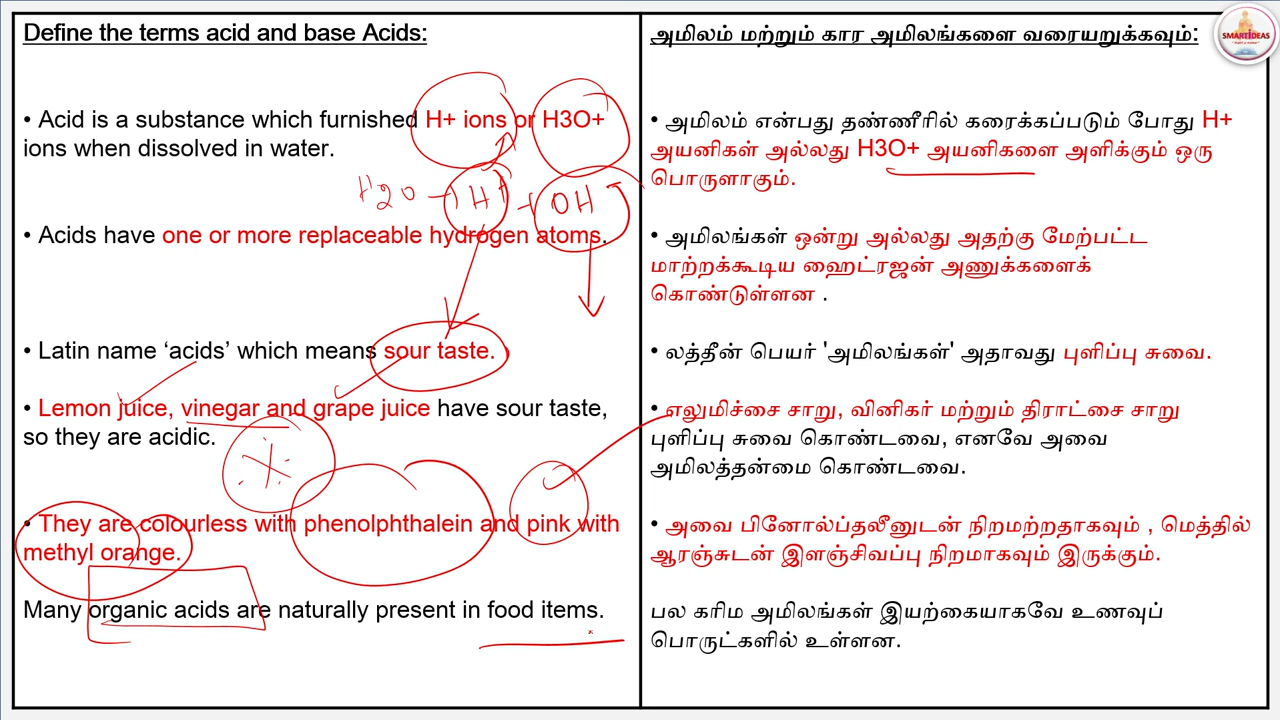 Define the terms acid and base Acids:
• Acid is a substance which furnished H+ ions or H3O+
ions when dissolved in water.
H2O → H+ + OH-
• Acids have one or more replaceable hydrogen atoms.
• Latin name ‘acids’ which means sour taste.
• Lemon juice, vinegar and grape juice have sour taste,
so they are acidic.
• They are colourless with phenolphthalein and pink with
methyl orange.
Many organic acids are naturally present in food items.
அமிலம் மற்றும் கார அமிலங்களை வரையறுக்கவும்:
• அமிலம் என்பது தண்ணீரில் கரைக்கப்படும் போது H+
அயனிகள் அல்லது H3O+ அயனிகளை அளிக்கும் ஒரு
பொருளாகும்.
• அமிலங்கள் ஒன்று அல்லது அதற்கு மேற்பட்ட
மாற்றக்கூடிய ஹைட்ரஜன் அணுக்களைக்
கொண்டுள்ளன .
• லத்தீன் பெயர் 'அமிலங்கள்' அதாவது புளிப்பு சுவை.
• எலுமிச்சை சாறு, வினிகர் மற்றும் திராட்சை சாறு
புளிப்பு சுவை கொண்டவை, எனவே அவை
அமிலத்தன்மை கொண்டவை.
• அவை பினோல்ப்தலீனுடன் நிறமற்றதாகவும் , மெத்தில்
ஆரஞ்சுடன் இளஞ்சிவப்பு நிறமாகவும் இருக்கும்.
பல கரிம அமிலங்கள் இயற்கையாகவே உணவுப்
பொருட்களில் உள்ளன.
SMARTIDEAS